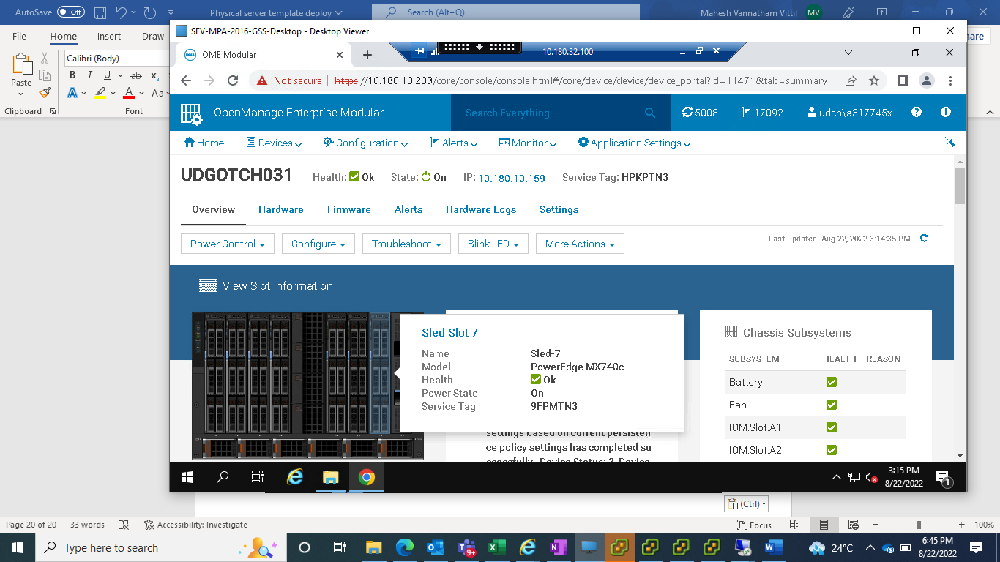 AutoSave Off Physical server template deploy Search (Alt+Q) Mahesh Vannatham Vittil MV
File Home Insert Draw
Paste
Calibri (Body)
B I U ab x2
A A Aa
Clipboard Font
SEV-MPA-2016-GSS-Desktop - Desktop Viewer
OME Modular
10.180.32.100
Not secure https://10.180.10.203/core/console/console.html#/core/device/device/device_portal?id=11471&tab=summary
OpenManage Enterprise Modular Search Everything 5008 17092 udcn\a317745x
Home Devices Configuration Alerts Monitor Application Settings
UDGOTCH031 Health: Ok State: On IP: 10.180.10.159 Service Tag: HPKPTN3
Overview Hardware Firmware Alerts Hardware Logs Settings
Power Control Configure Troubleshoot Blink LED More Actions Last Updated: Aug 22, 2022 3:14:35 PM
View Slot Information
Sled Slot 7
Name Sled-7
Model PowerEdge MX740c
Health Ok
Power State On
Service Tag 9FPMTN3
settings based on current persisten
ce policy settings has completed su
ccessfully. Device Status: 3, Device
Chassis Subsystems
SUBSYSTEM HEALTH REASON
Battery
Fan
IOM.Slot.A1
IOM.Slot.A2
3:15 PM
8/22/2022
1
(Ctrl)
Page 20 of 20 33 words Accessibility: Investigate Focus 100%
Type here to search 9+ 24°C
6:45 PM
8/22/2022